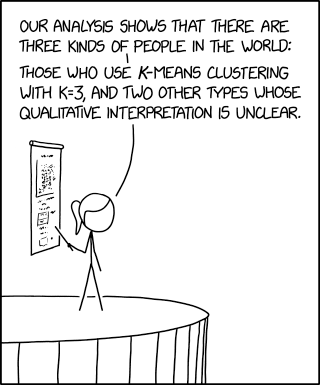 OUR ANALYSIS SHOWS THAT THERE ARE
THREE KINDS OF PEOPLE IN THE WORLD:
THOSE WHO USE K-MEANS CLUSTERING
WITH K=3, AND TWO OTHER TYPES WHOSE
QUALITATIVE INTERPRETATION IS UNCLEAR.